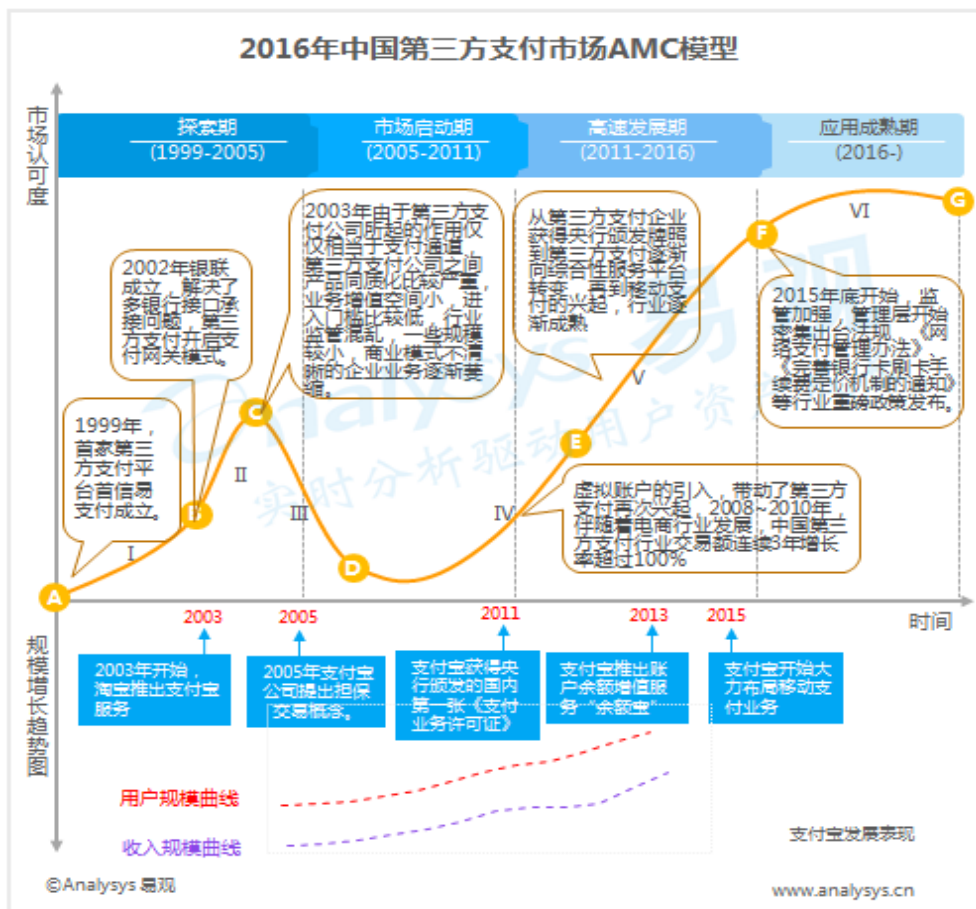 2016年中国第三方支付市场AMC模型
市场认可度
探索期
(1999-2005)
市场启动期
(2005-2011)
高速发展期
(2011-2016)
应用成熟期
(2016-)
1999年，
首家第三
方支付平
台首信易
支付成立。
2002年银联
成立，解决了
多银行接口承
接问题，第三
方支付开启支
付网关模式。
2003年由于第三方支
付公司所起的作用仅
仅相当于支付通道，
第三方支付公司之间
产品同质化比较严重，
业务增值空间小，进
入门槛比较低，行业
监管混乱，一些规模
较小，商业模式不清
晰的企业业务逐渐萎
缩。
从第三方支付企业
获得央行颁发牌照
到第三方支付逐渐
向综合性服务平台
转变，再到移动支
付的兴起，行业逐
渐成熟
2015年底开始，监
管加强，管理层开始
密集出台法规，《网
络支付管理办法》
《完善银行卡刷卡手
续费定价机制的通知》
等行业重磅政策发布。
虚拟账户的引入，带动了第三方
支付再次兴起，2008~2010年，
伴随着电商行业发展，中国第三
方支付行业交易额连续3年增长
率超过100%
A
B
C
D
E
F
G
I
II
III
IV
V
VI
Analysys 易观
实时分析驱动用户资产
2003
2005
2011
2013
2015
时间
规模增长趋势图
2003年开始，
淘宝推出支付宝
服务
2005年支付宝
公司提出担保
交易概念。
支付宝获得央
行颁发的国内
第一张《支付
业务许可证》
支付宝推出账
户余额增值服
务“余额宝”
支付宝开始大
力布局移动支
付业务
用户规模曲线
收入规模曲线
支付宝发展表现
©Analysys 易观
www.analysys.cn